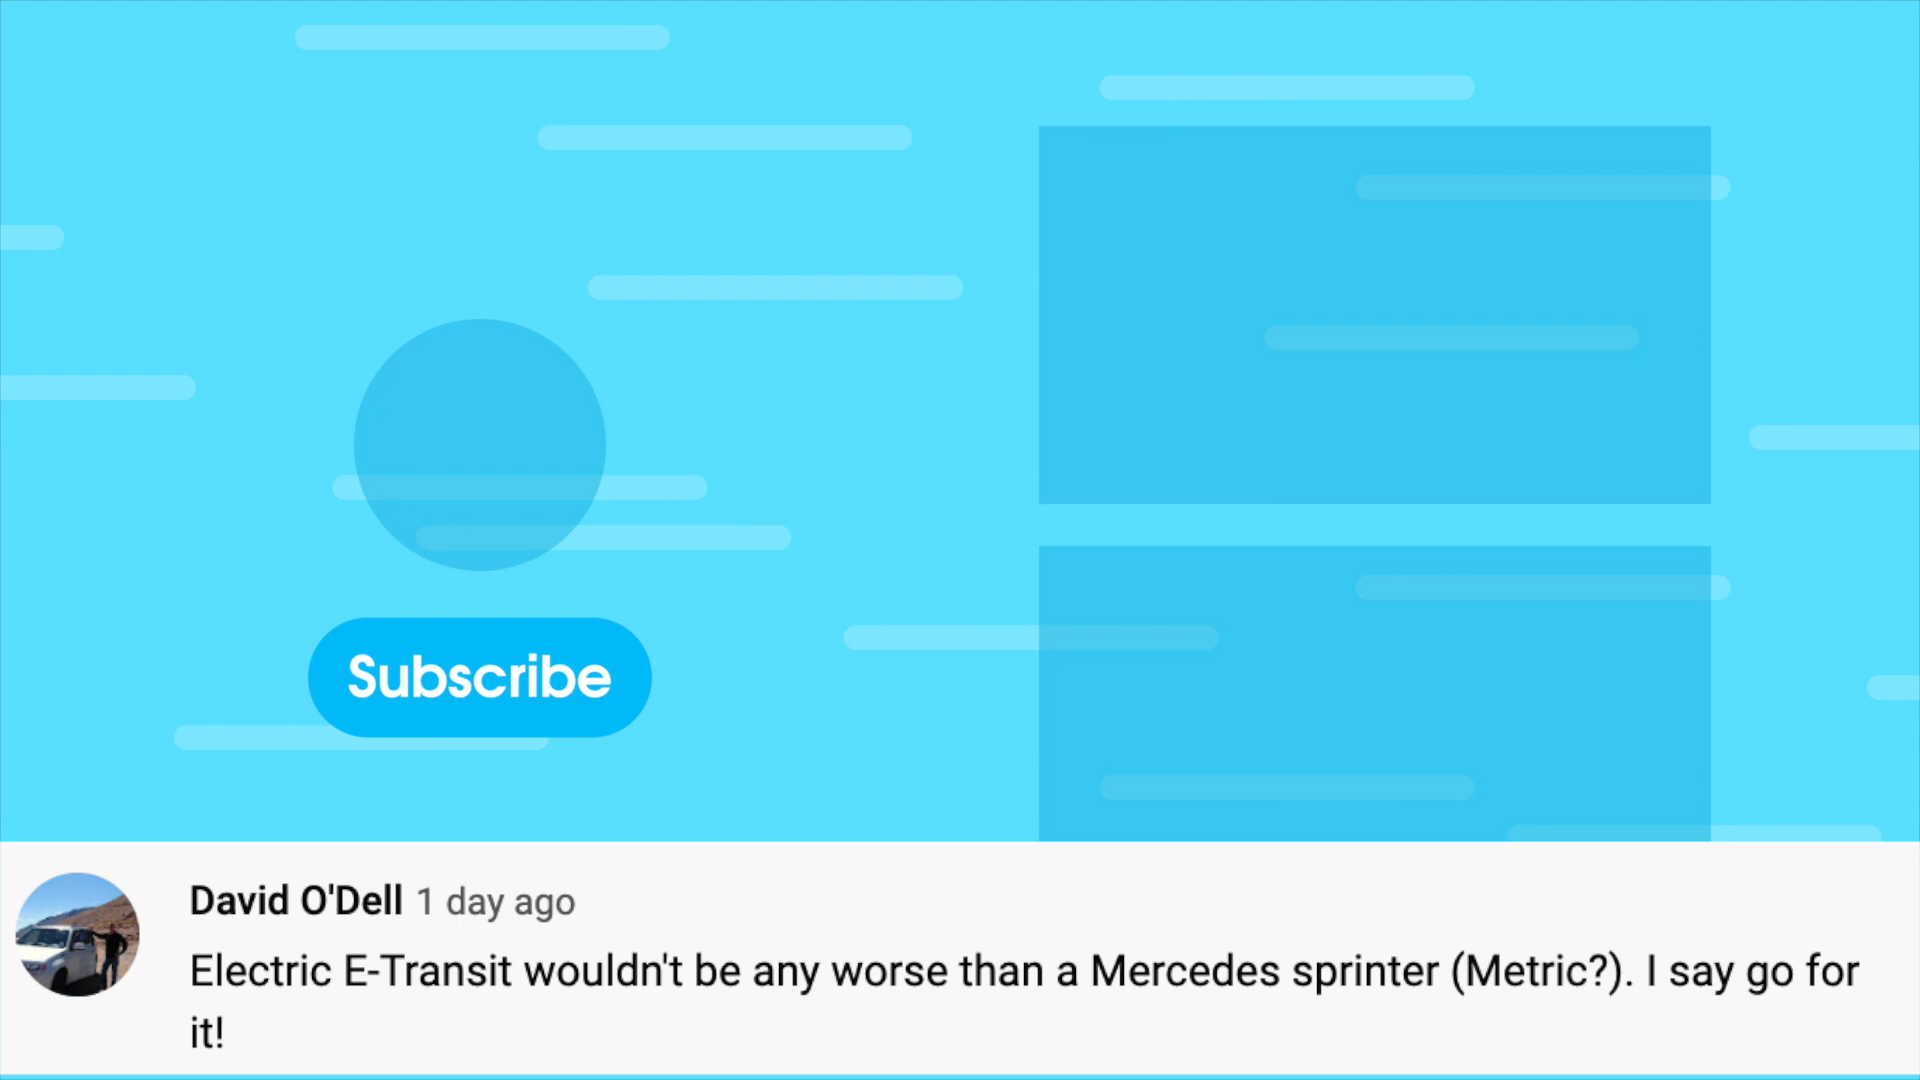 Subscribe
David O'Dell 1 day ago
Electric E-Transit wouldn't be any worse than a Mercedes sprinter (Metric?). I say go for
it!